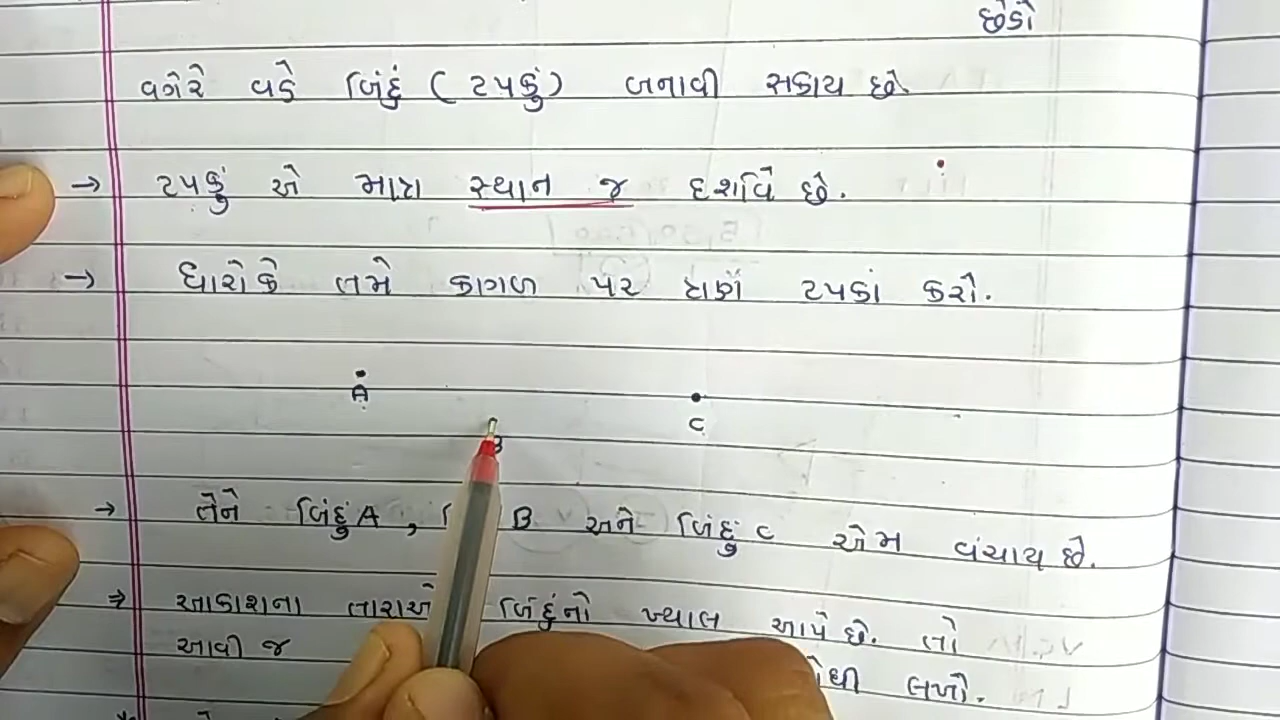 છેડો
વગેરે વડે બિંદુ ( ટપકું ) બનાવી સકાય છે.
→ ટપકું એ માત્ર સ્થાન જ દર્શાવે છે.
→ ધારોકે તમે કાગળ પર ત્રણ ટપકાં કરો.
A
C
B
→ તેને બિંદુ A , B અને બિંદુ C એમ વંચાય છે.
⇒ આકાશના તારાઓ બિંદુનો ખ્યાલ આપે છે. તો
આવી જ
શોધી લખો.